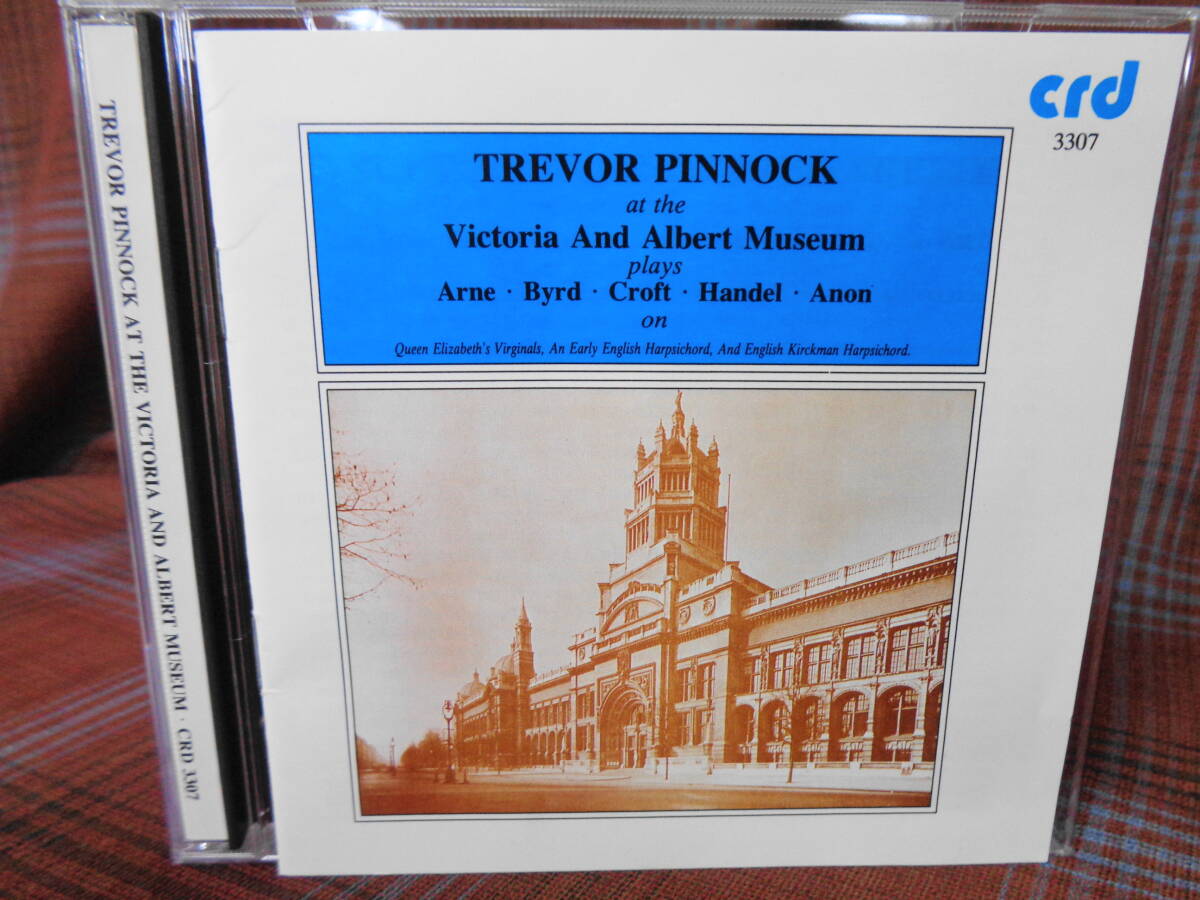 TREVOR PINNOCK AT THE VICTORIA AND ALBERT MUSEUM · CRD 3307
crd
3307
TREVOR PINNOCK
at the
Victoria And Albert Museum
plays
Arne · Byrd · Croft · Handel · Anon
on
Queen Elizabeth's Virginals, An Early English Harpsichord, And English Kirckman Harpsichord.